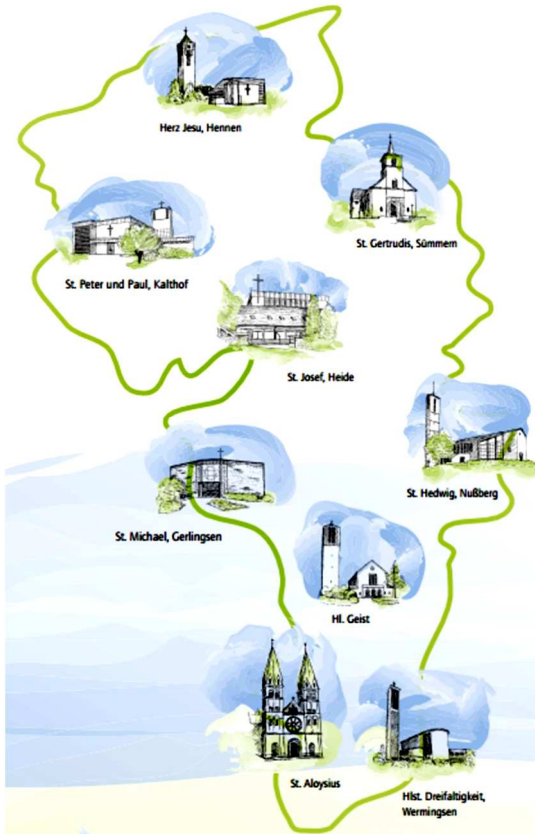 Herz Jesu, Hennen
St. Gertrudis, Sümmern
St. Peter und Paul, Kalthof
St. Josef, Heide
St. Hedwig, Nußberg
St. Michael, Gerlingsen
Hl. Geist
St. Aloysius
Hlst. Dreifaltigkeit,
Wermingsen